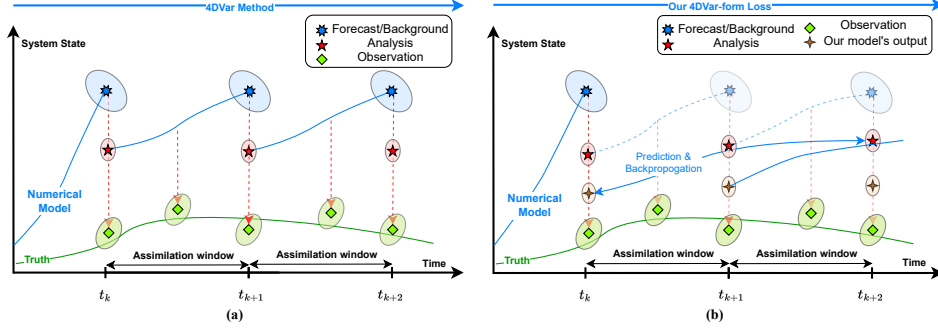 4DVar Method
System State
Forecast/Background
Analysis
Observation
Numerical
Model
Truth
Assimilation window
Assimilation window
Time
t_k
t_{k+1}
t_{k+2}
(a)
Our 4DVar-form Loss
System State
Forecast/Background
Analysis
Observation
Our model's output
Prediction &
Backpropogation
Numerical
Model
Truth
Assimilation window
Assimilation window
Time
t_k
t_{k+1}
t_{k+2}
(b)